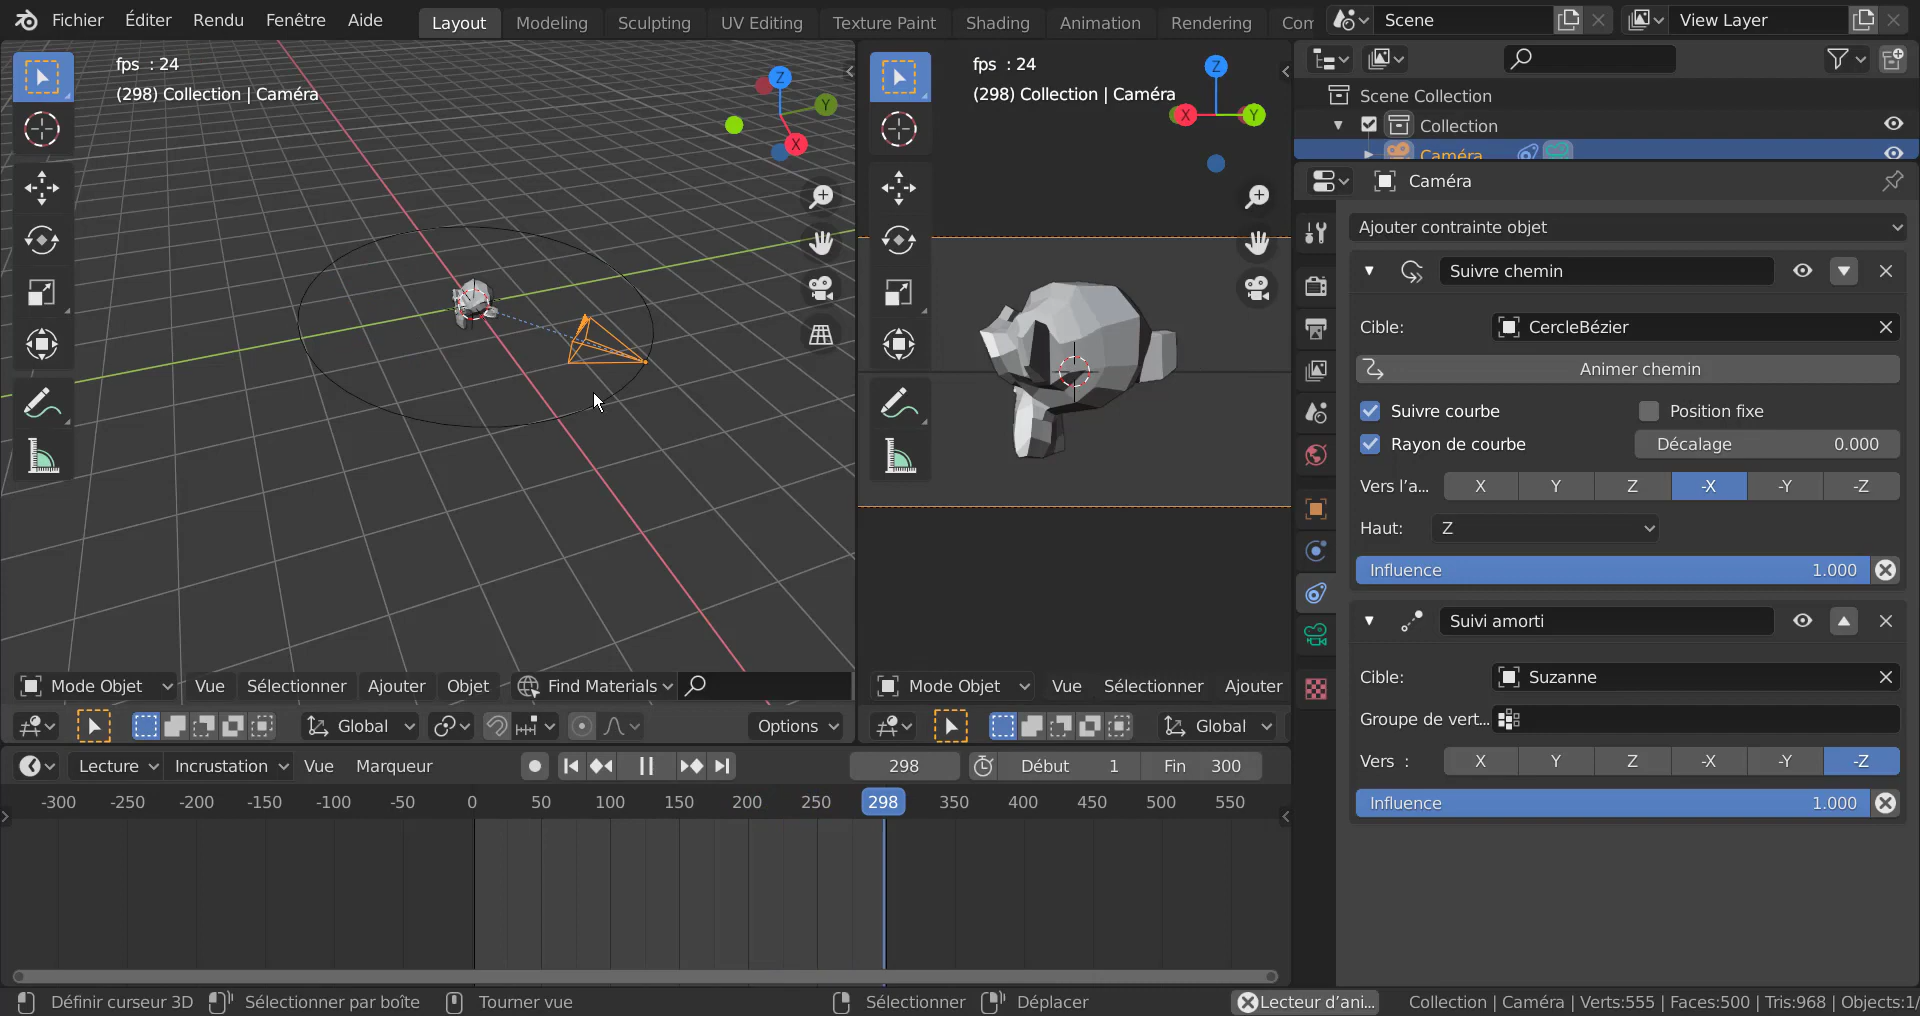 Fichier Éditer Rendu Fenêtre Aide Layout Modeling Sculpting UV Editing Texture Paint Shading Animation Rendering Com Scene View Layer
fps : 24
(298) Collection | Caméra
Z
Y
X
fps : 24
(298) Collection | Caméra
Z
X
Y
Scene Collection
Collection
Caméra
Caméra
Ajouter contrainte objet
Suivre chemin
Cible: CercleBézier
Animer chemin
Suivre courbe Position fixe
Rayon de courbe Décalage 0.000
Vers l'a... X Y Z -X -Y -Z
Haut: Z
Influence 1.000
Suivi amorti
Cible: Suzanne
Groupe de vert...
Vers : X Y Z -X -Y -Z
Influence 1.000
Mode Objet Vue Sélectionner Ajouter Objet Find Materials
Global Options
Mode Objet Vue Sélectionner Ajouter
Global
Lecture Incrustation Vue Marqueur 298 Début 1 Fin 300
-300 -250 -200 -150 -100 -50 0 50 100 150 200 250 298 350 400 450 500 550
Définir curseur 3D Sélectionner par boîte Tourner vue Sélectionner Déplacer Lecteur d'ani... Collection | Caméra | Verts:555 | Faces:500 | Tris:968 | Objects:1/